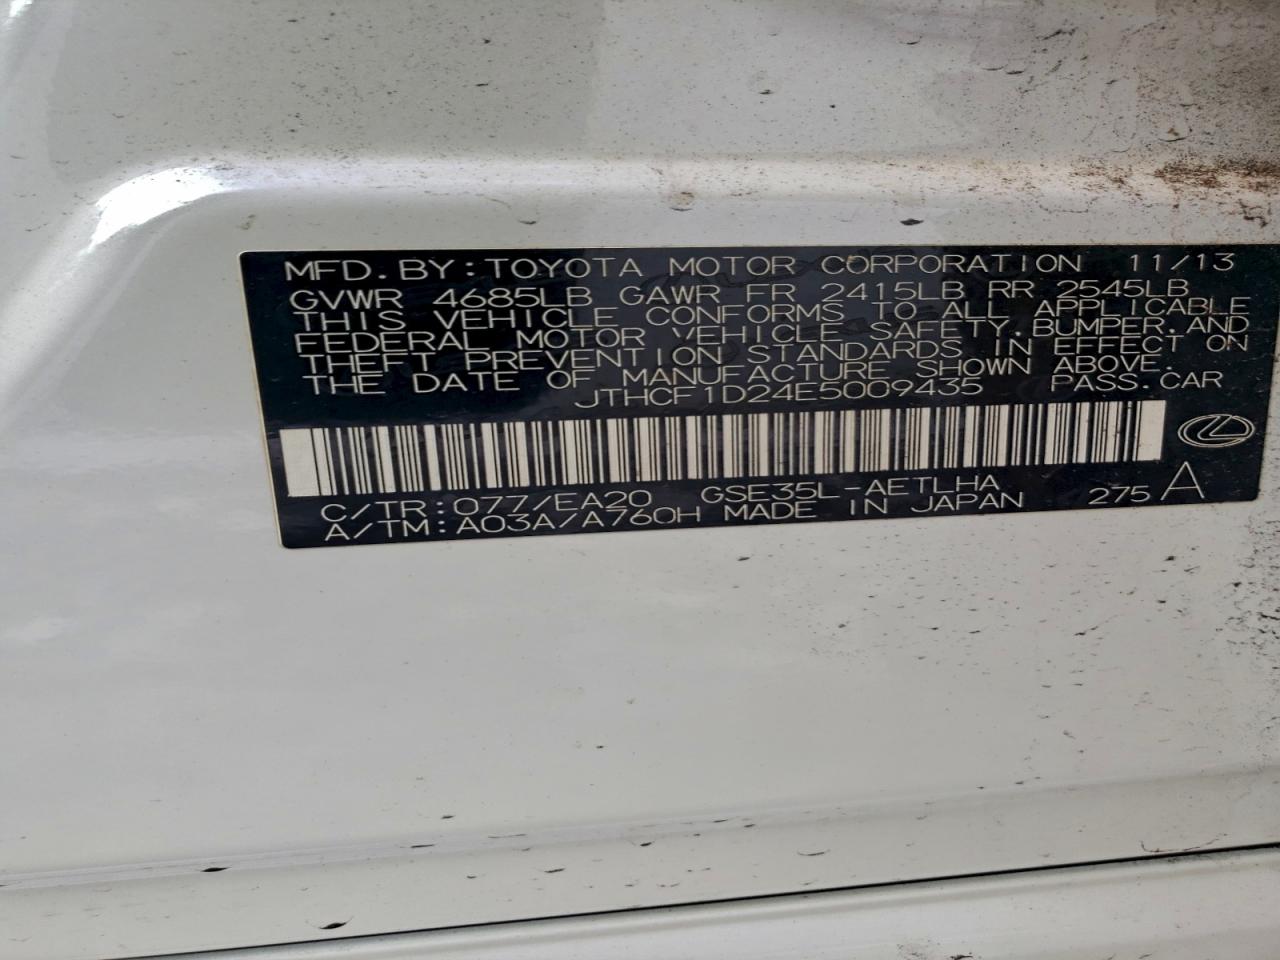 MFD. BY: TOYOTA MOTOR CORPORATION 11/13
GVWR 4685LB GAWR FR 2415LB RR 2545LB
THIS VEHICLE CONFORMS TO ALL APPLICABLE
FEDERAL MOTOR VEHICLE SAFETY, BUMPER, AND
THEFT PREVENTION STANDARDS IN EFFECT ON
THE DATE OF MANUFACTURE SHOWN ABOVE.
JTHCF1D24E5009435 PASS. CAR
C/TR: 077/EA20 GSE35L-AETLHA
A/TM: A03A/A760H MADE IN JAPAN 275 A